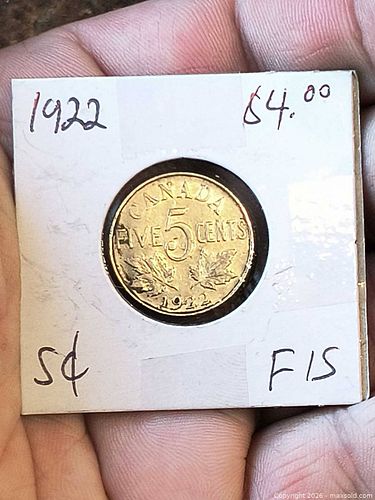 1922 $4.00
CANADA
FIVE 5 CENTS
1922
5¢ F15
Copyright 2026 - maxsold.com